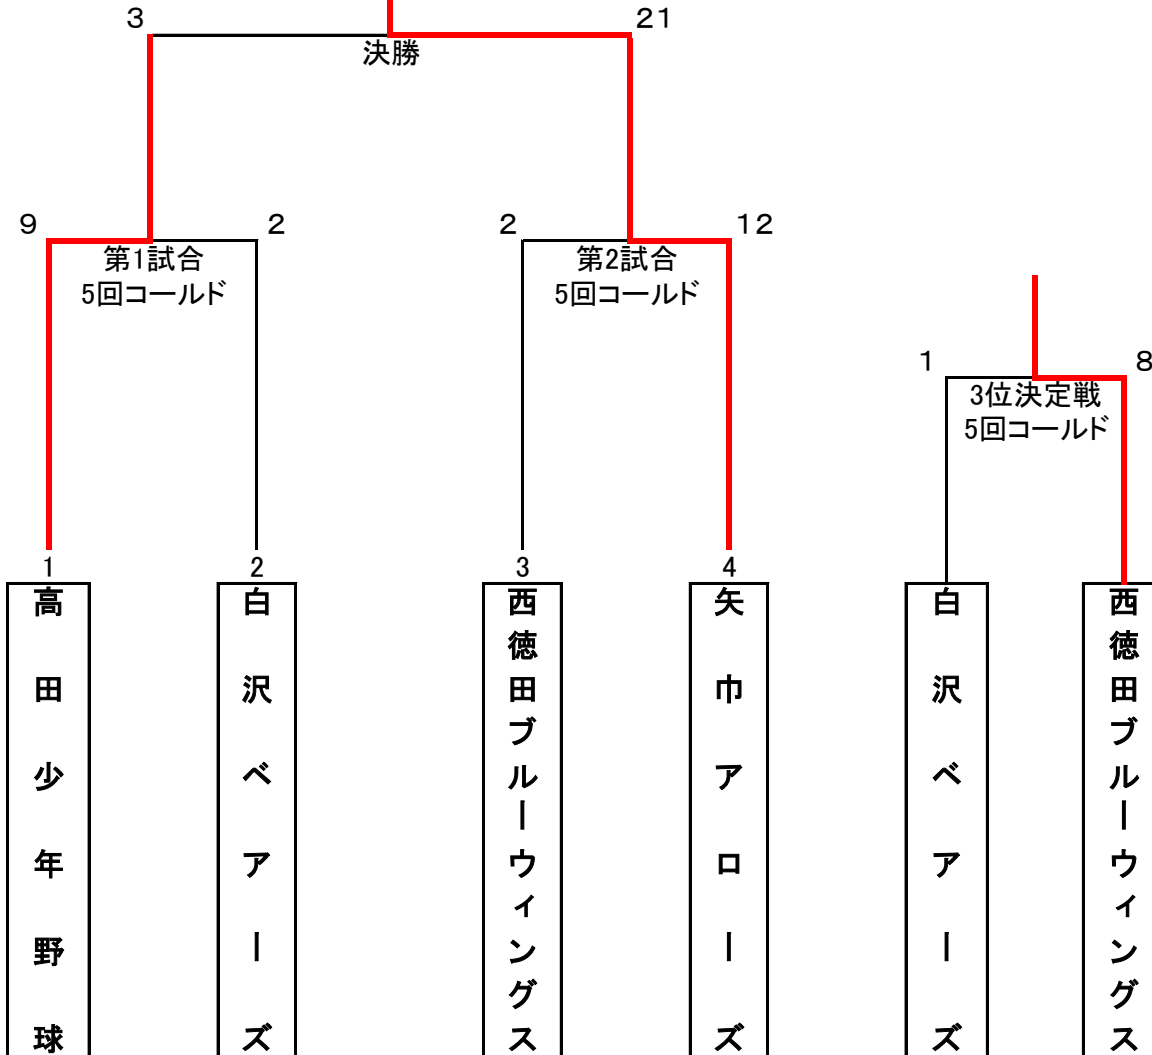 3
21
決勝
9
2
2
12
第1試合
5回コールド
第2試合
5回コールド
1
8
3位決定戦
5回コールド
1
2
3
4
高田少年野球
白沢ベアーズ
西徳田ブルーウィングス
矢巾アローズ
白沢ベアーズ
西徳田ブルーウィングス